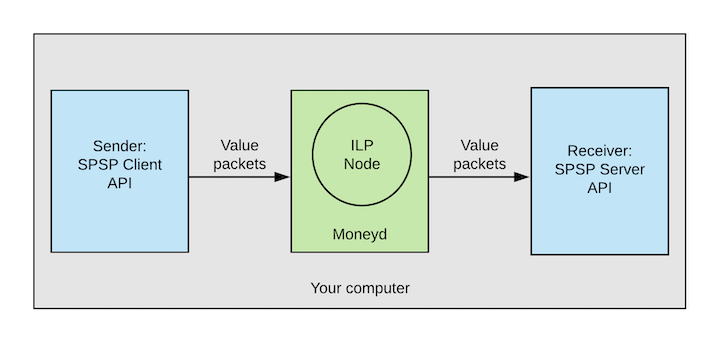 Sender:
SPSP Client
API
Value
packets
ILP
Node
Moneyd
Value
packets
Receiver:
SPSP Server
API
Your computer